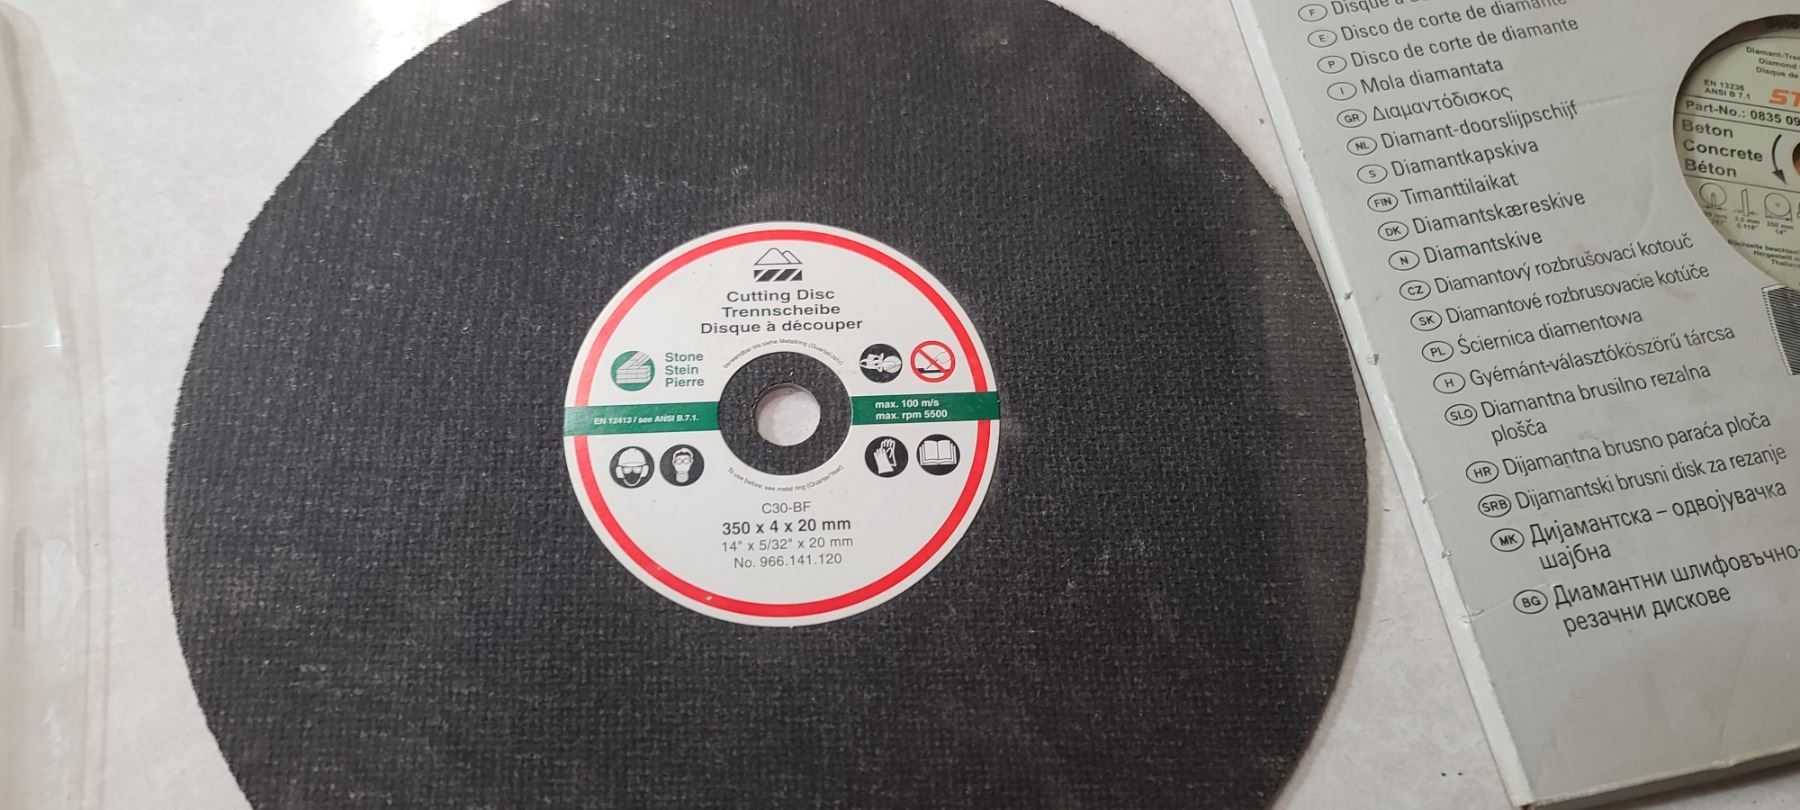 Cutting Disc
Trennscheibe
Disque à découper
Stone
Stein
Pierre
EN 12413 / see ANSI B.7.1.
max. 100 m/s
max. rpm 5500
C30-BF
350 x 4 x 20 mm
14" x 5/32" x 20 mm
No. 966.141.120
F Disque
E Disco de corte de diamante
P Disco de corte de diamante
I Mola diamantata
GR Διαμαντόδισκος
NL Diamant-doorslijpschijf
S Diamantkapskiva
FIN Timanttilaikat
DK Diamantskæreskive
N Diamantskive
CZ Diamantový rozbrušovací kotouč
SK Diamantové rozbrusovacie kotúče
PL Ściernica diamentowa
H Gyémánt-választóköszörű tárcsa
SLO Diamantna brusilno rezalna
plošča
HR Dijamantna brusno paraća ploča
SRB Dijamantski brusni disk za rezanje
MK Дијамантска – одвојувачка
шајбна
BG Диамантни шлифовъчно-
резачни дискове
EN 13236
ANSI B 7.1
ST
Part-No.: 0835 09
Beton
Concrete
Béton